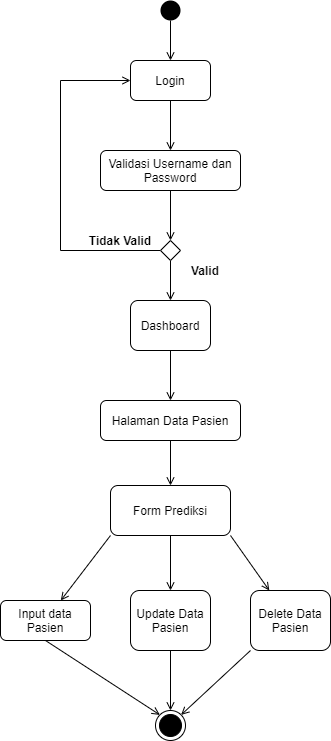 Login
Validasi Username dan
Password
Tidak Valid
Valid
Dashboard
Halaman Data Pasien
Form Prediksi
Input data
Pasien
Update Data
Pasien
Delete Data
Pasien